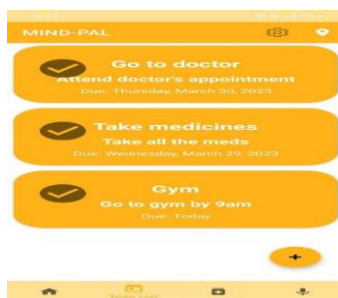 MIND-PAL
Go to doctor
Attend doctor's appointment
Due: Thursday, March 30, 2023
Take medicines
Take all the meds
Due: Wednesday, March 29, 2023
Gym
Go to gym by 9am
Due: Today